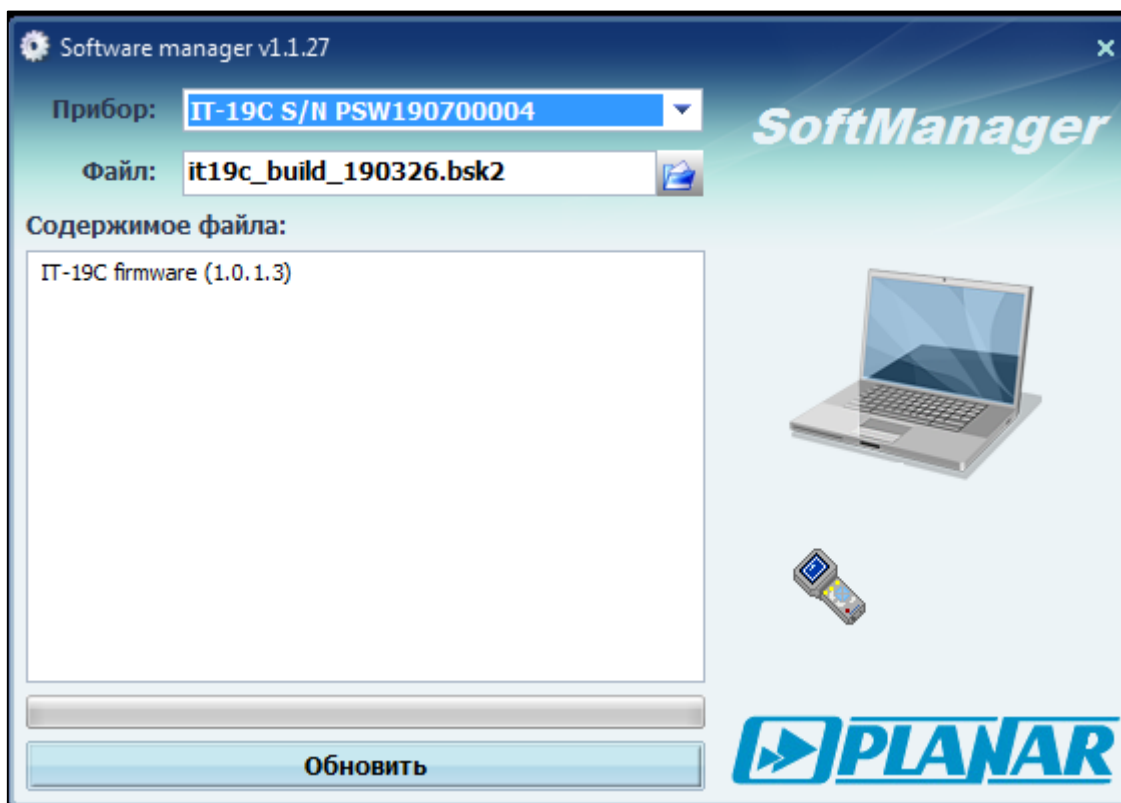 Software manager v1.1.27
Прибор: IT-19C S/N PSW190700004
SoftManager
Файл: it19c_build_190326.bsk2
Содержимое файла:
IT-19C firmware (1.0.1.3)
Обновить
PLANAR